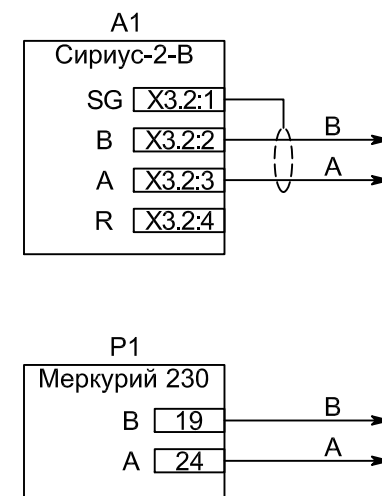 A1
Сириус-2-В
SG X3.2:1
B X3.2:2 B
A X3.2:3 A
R X3.2:4
P1
Меркурий 230
B 19 B
A 24 A